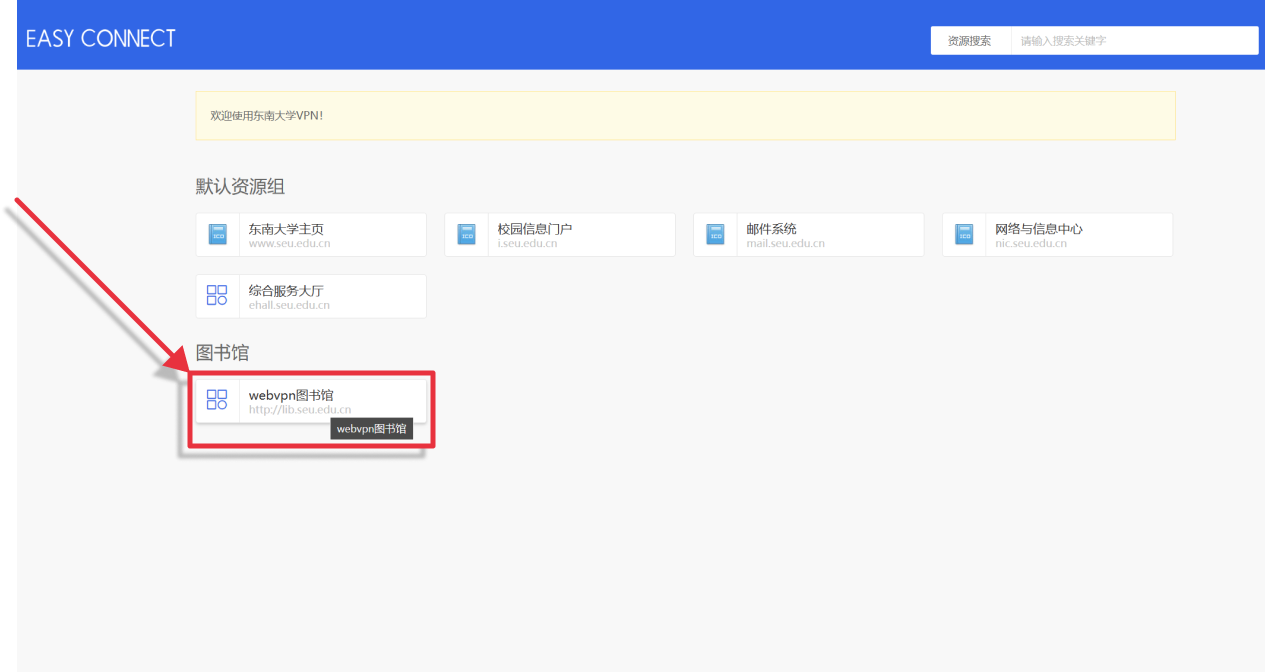 EASY CONNECT
资源搜索 请输入搜索关键字
欢迎使用东南大学VPN!
默认资源组
ICO
东南大学主页
www.seu.edu.cn
ICO
校园信息门户
i.seu.edu.cn
ICO
邮件系统
mail.seu.edu.cn
ICO
网络与信息中心
nic.seu.edu.cn
综合服务大厅
ehall.seu.edu.cn
图书馆
webvpn图书馆
http://lib.seu.edu.cn
webvpn图书馆